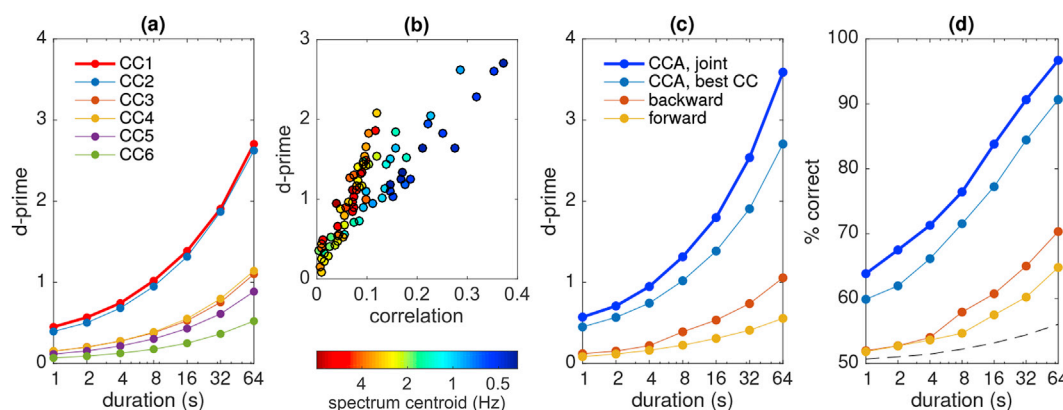 (a)
4
3
2
1
0
d-prime
CC1
CC2
CC3
CC4
CC5
CC6
1 2 4 8 16 32 64
duration (s)
(b)
3
2
1
0
d-prime
0 0.1 0.2 0.3 0.4
correlation
4 2 1 0.5
spectrum centroid (Hz)
(c)
4
3
2
1
0
d-prime
CCA, joint
CCA, best CC
backward
forward
1 2 4 8 16 32 64
duration (s)
(d)
100
90
80
70
60
50
% correct
1 2 4 8 16 32 64
duration (s)